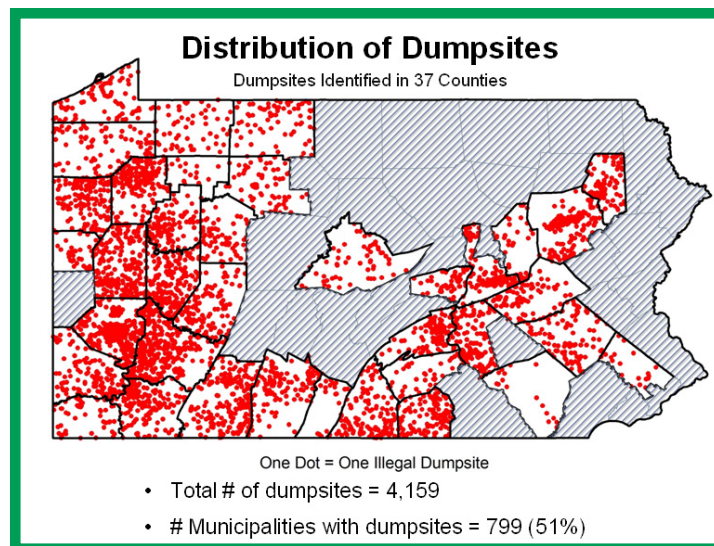 Distribution of Dumpsites
Dumpsites Identified in 37 Counties
One Dot = One Illegal Dumpsite
• Total # of dumpsites = 4,159
• # Municipalities with dumpsites = 799 (51%)